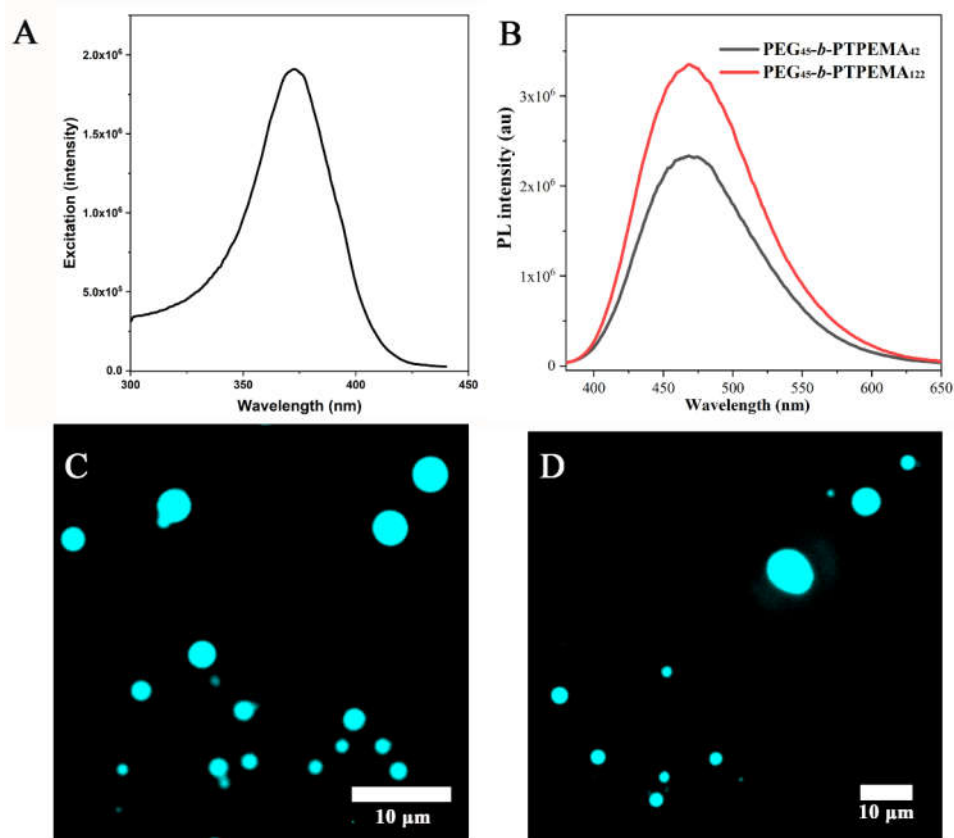 A
Excitation (intensity)
2.0x10⁶
1.5x10⁶
1.0x10⁶
5.0x10⁵
0.0
300
350
400
450
Wavelength (nm)
B
PEG₄₅-b-PTPEMA₄₂
PEG₄₅-b-PTPEMA₁₂₂
PL intensity (au)
3x10⁶
2x10⁶
1x10⁶
0
400
450
500
550
600
650
Wavelength (nm)
C
10 μm
D
10 μm